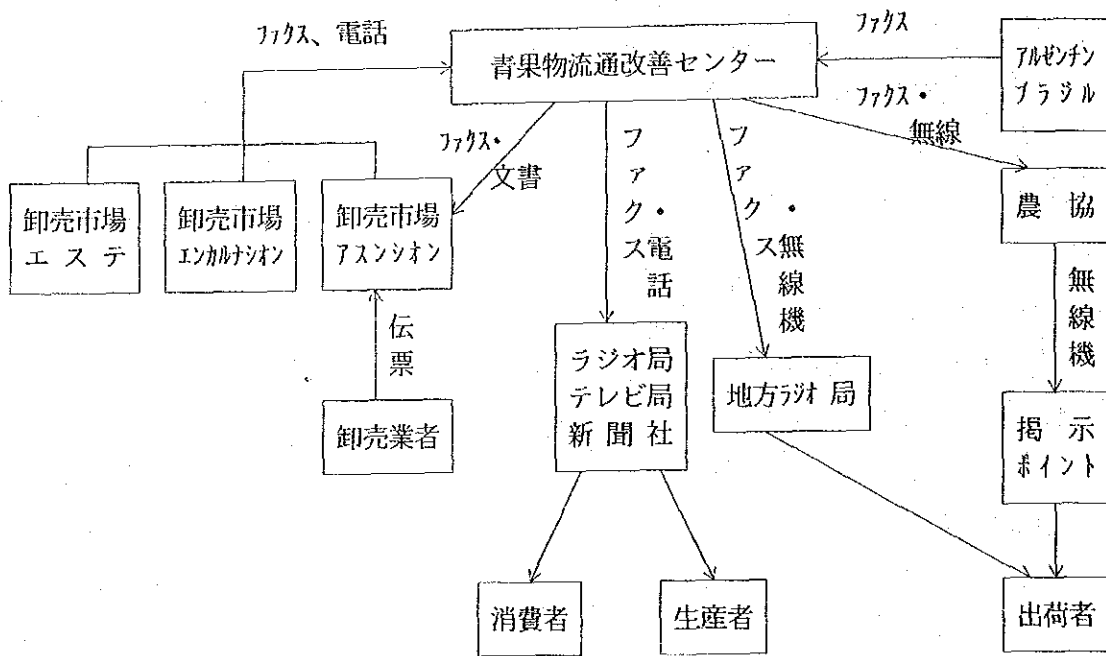 ファクス、電話
ファクス
青果物流通改善センター
アルゼンチン
ブラジル
ファクス・
無線
ファクス・
文書
ファクス・電話
ファクス・無線機
卸売市場
エ ス テ
卸売市場
エンカルナシオン
卸売市場
アスンシオン
農 協
伝票
無線機
ラジオ局
テレビ局
新聞社
地方ラジオ局
卸売業者
掲 示
ポイント
消費者
生産者
出荷者